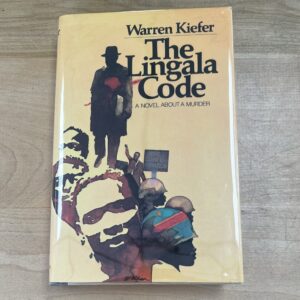 Warren Kiefer
The
Lingala
Code
A NOVEL ABOUT A MURDER